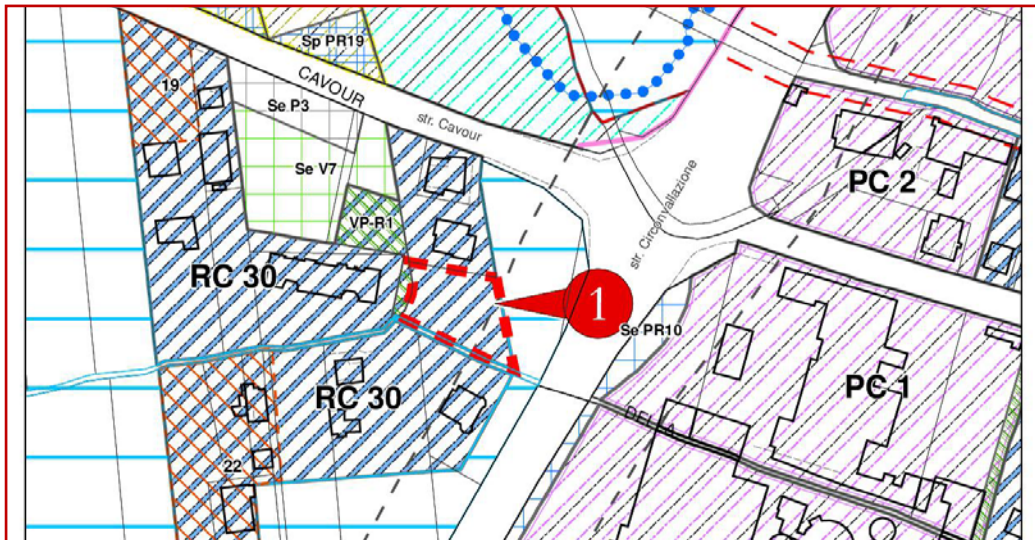 Sp PR19
CAVOUR
str. Cavour
19
Se P3
Se V7
VP-R1
RC 30
str. Circonvallazione
PC 2
1
Se PR10
RC 30
PC 1
DELLA
22